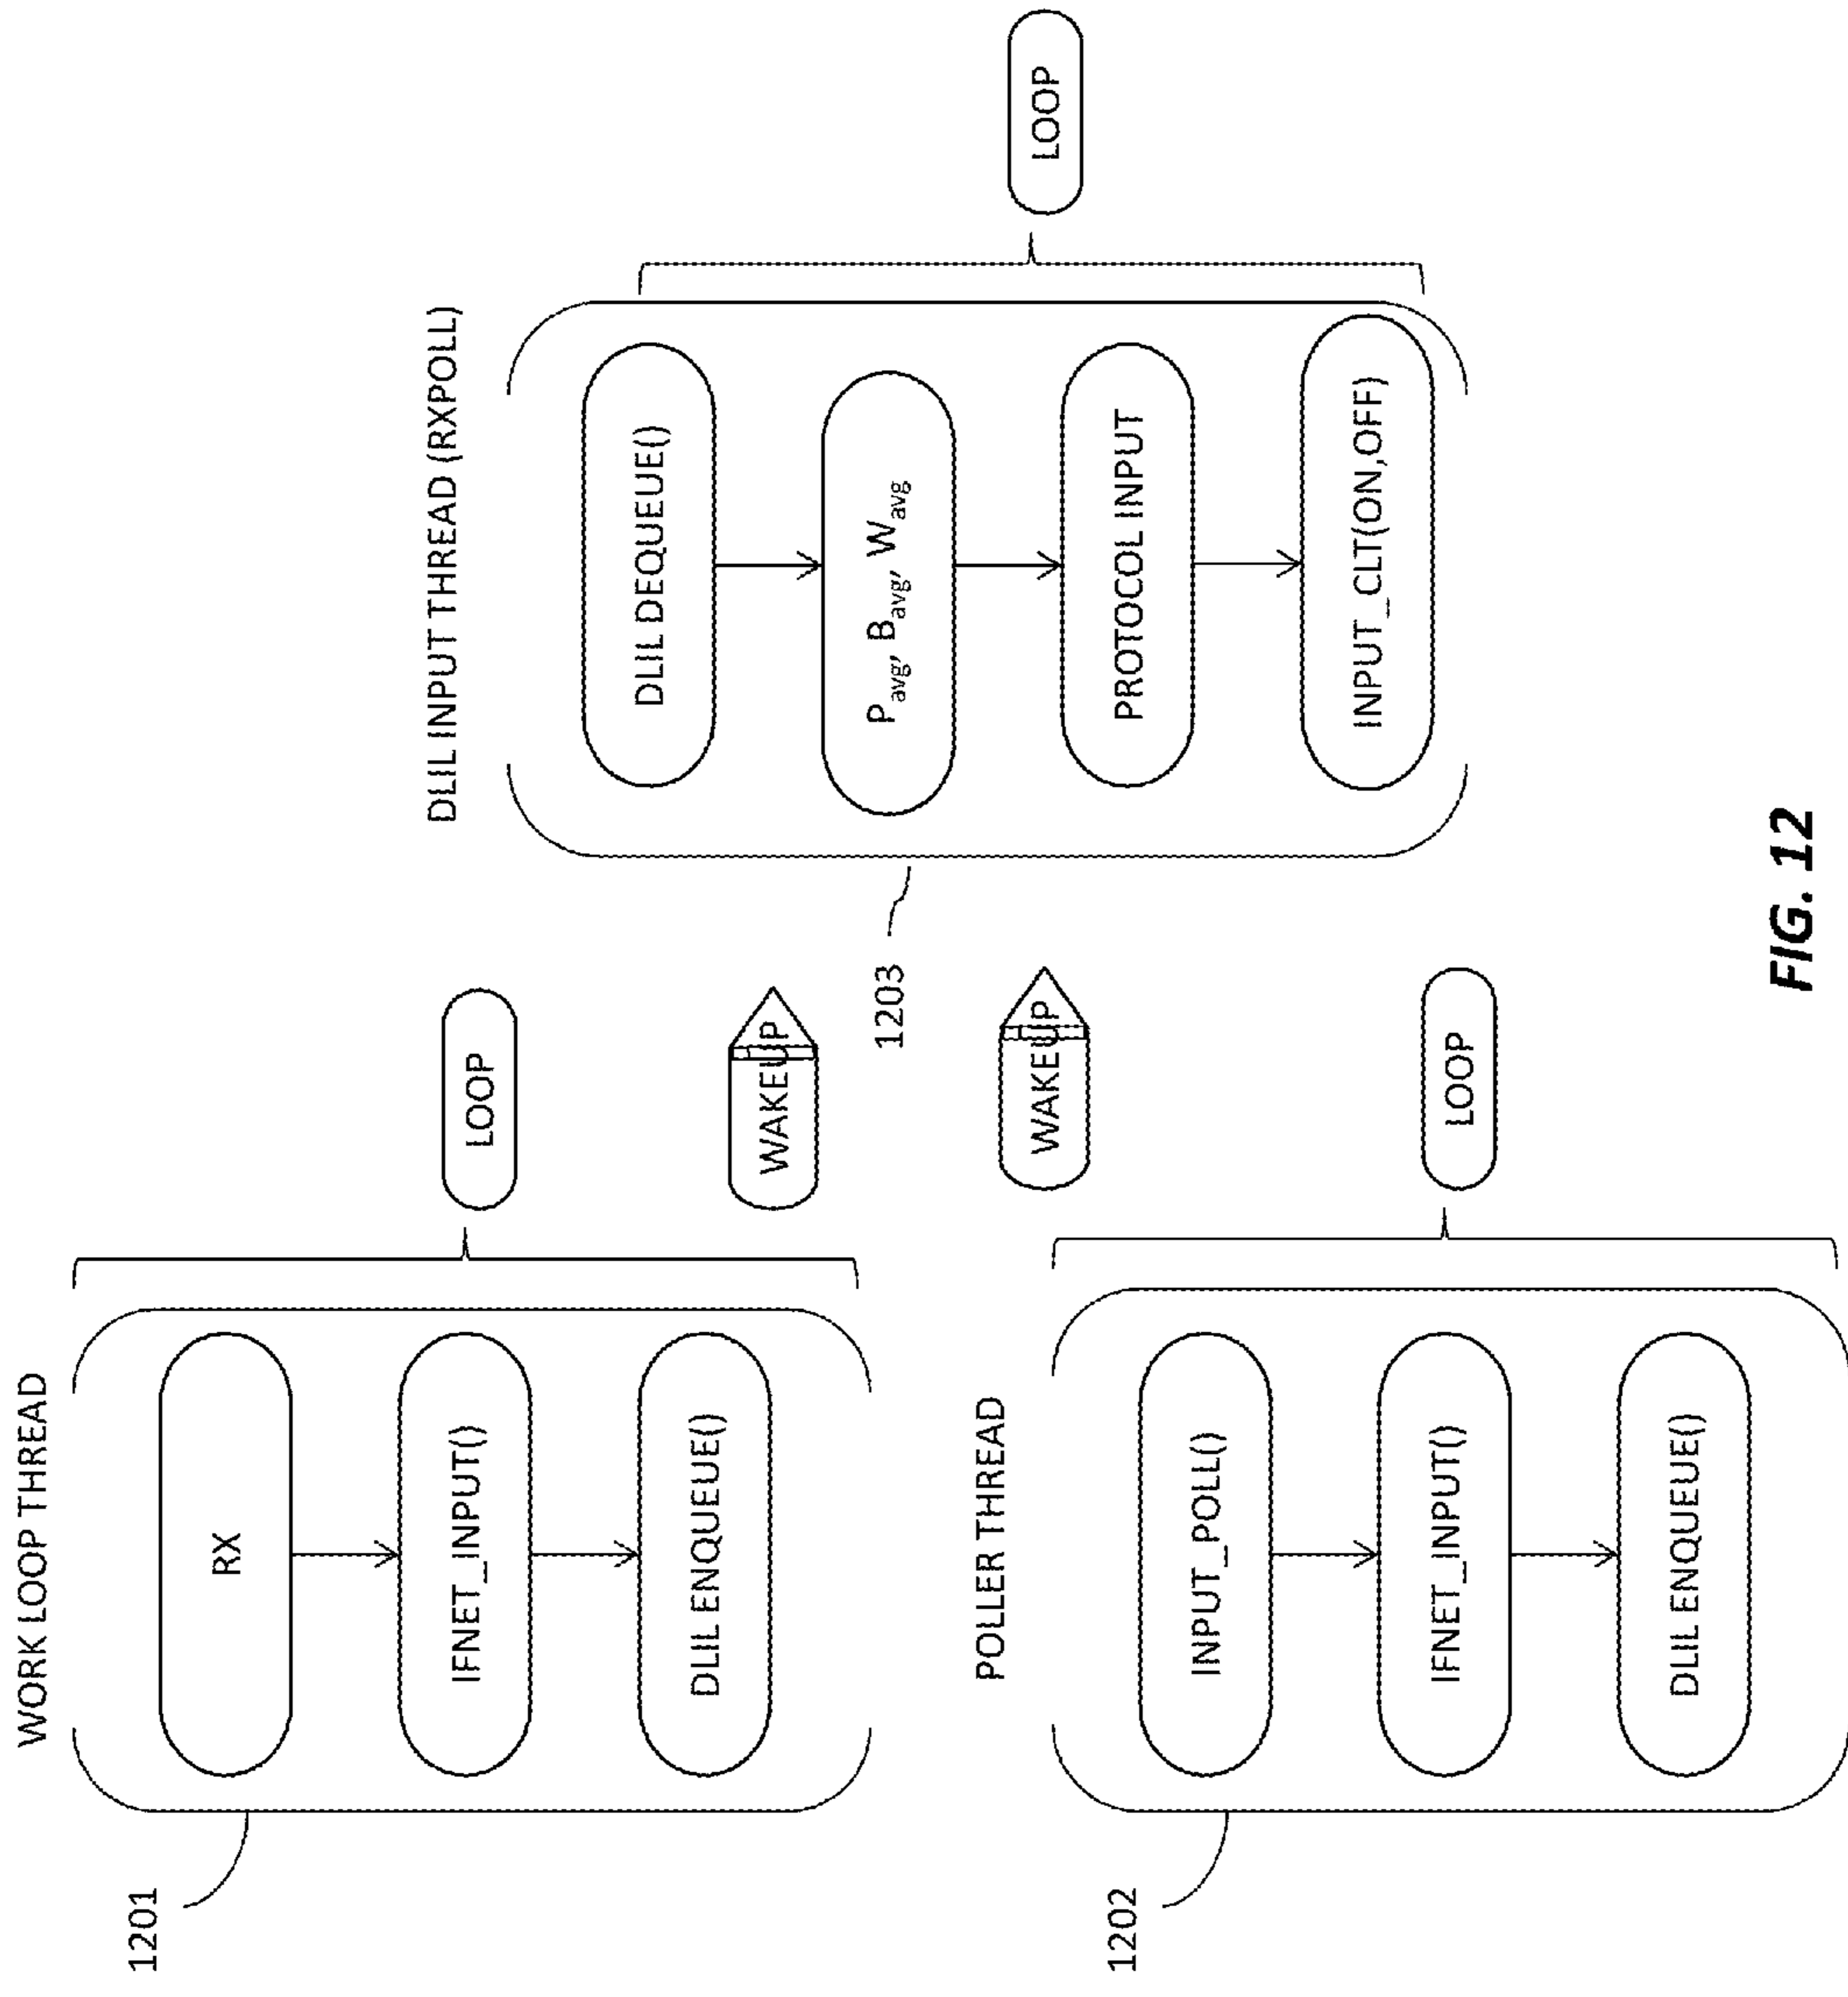 WORK LOOP THREAD
1201
RX
IFNET_INPUT()
DLIL ENQUEUE()
LOOP
WAKEUP
POLLER THREAD
1202
INPUT_POLL()
IFNET_INPUT()
DLIL ENQUEUE()
LOOP
WAKEUP
DLIL INPUT THREAD (RXPOLL)
1203
DLIL DEQUEUE()
Pavg, Bavg, Wavg
PROTOCOL INPUT
INPUT_CLT(ON,OFF)
LOOP
FIG. 12